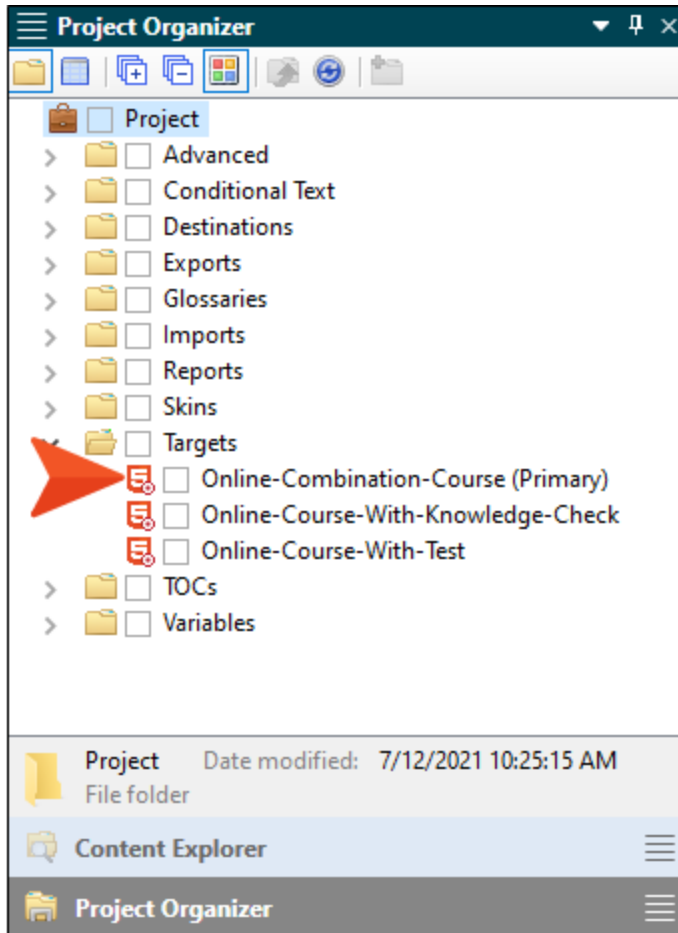 Project Organizer
Project
Advanced
Conditional Text
Destinations
Exports
Glossaries
Imports
Reports
Skins
Targets
Online-Combination-Course (Primary)
Online-Course-With-Knowledge-Check
Online-Course-With-Test
TOCs
Variables
Project Date modified: 7/12/2021 10:25:15 AM
File folder
Content Explorer
Project Organizer